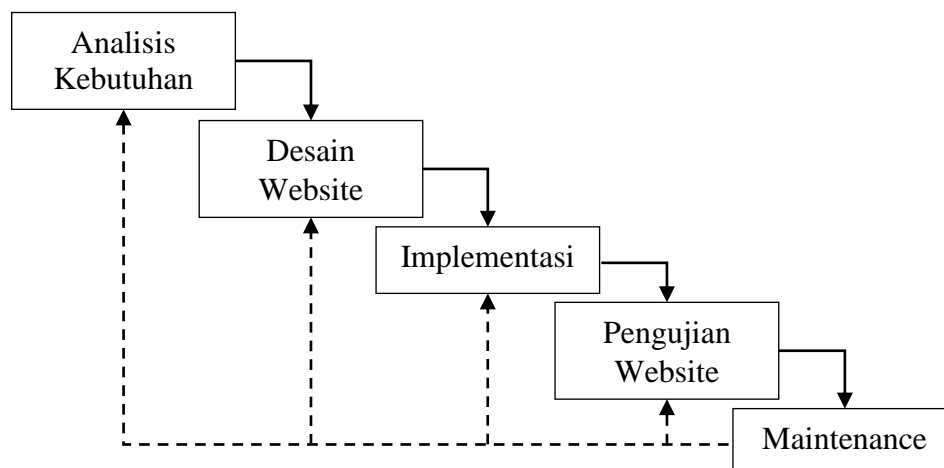 Analisis
Kebutuhan
Desain
Website
Implementasi
Pengujian
Website
Maintenance